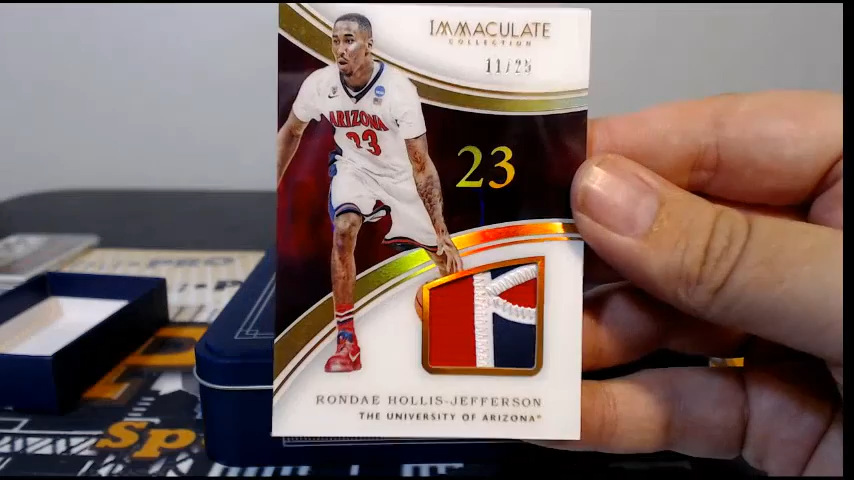 IMMACULATE
COLLECTION
11/25
ARIZONA
23
23
RONDAE HOLLIS-JEFFERSON
THE UNIVERSITY OF ARIZONA